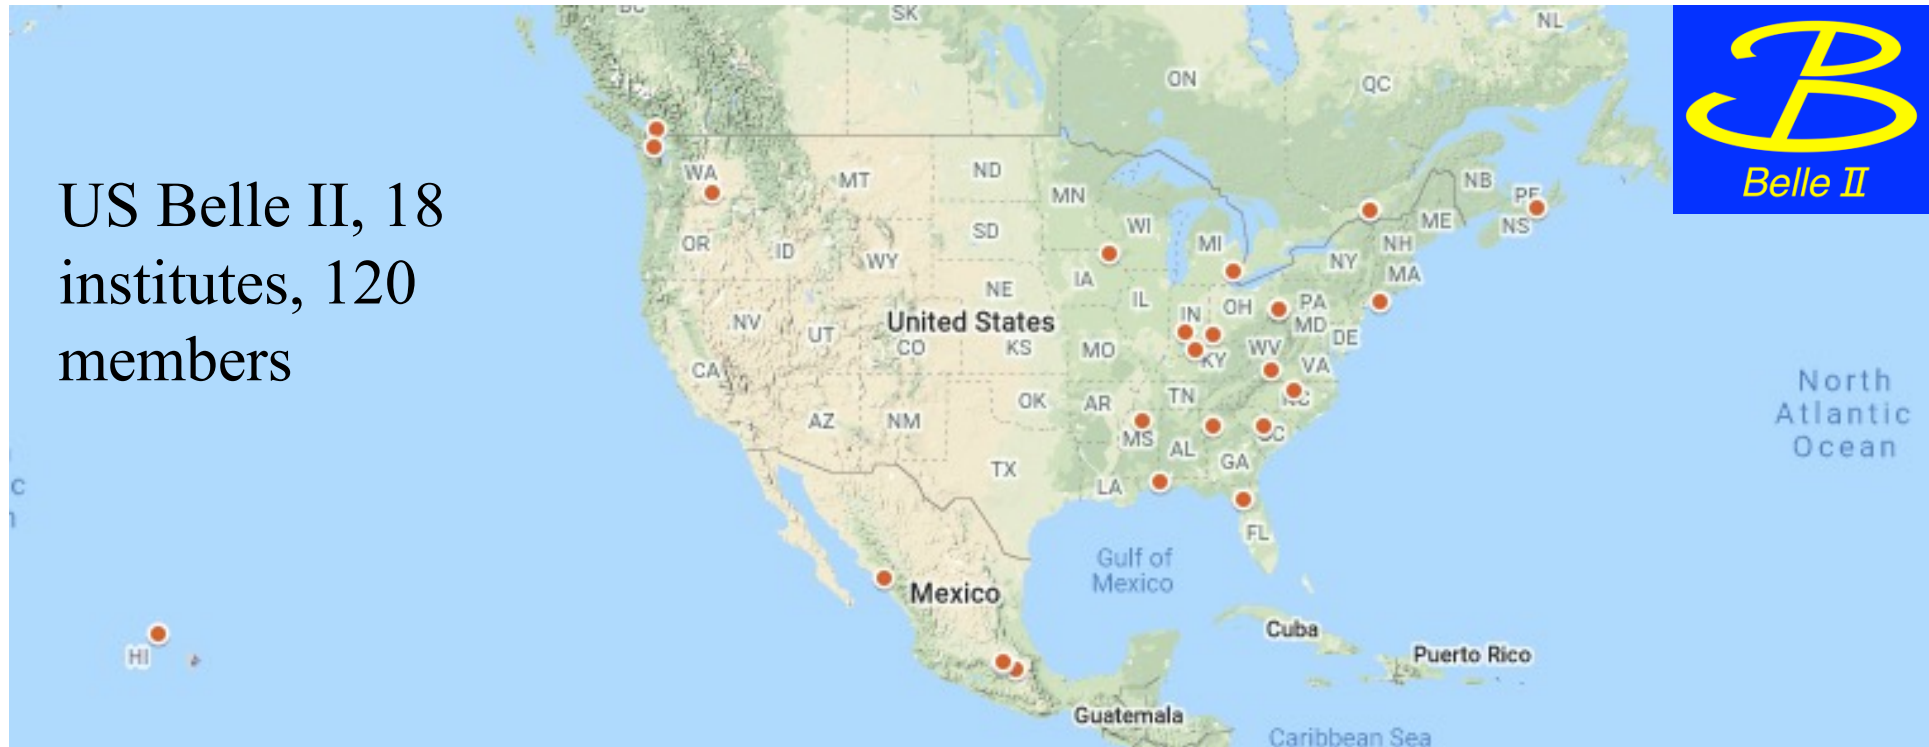 BC
SK
NL
ON
QC
US Belle II, 18
institutes, 120
members
Belle II
WA
MT
ND
MN
NB
PE
WI
MI
ME
NS
OR
ID
WY
SD
NH
NY
MA
IA
NE
IL
IN
OH
PA
MD
DE
NV
UT
United States
CO
KS
MO
KY
WV
VA
CA
North
Atlantic
Ocean
AZ
NM
OK
AR
TN
NC
MS
AL
SC
GA
TX
LA
FL
c
Gulf of
Mexico
Mexico
Cuba
HI
Puerto Rico
Guatemala
Caribbean Sea